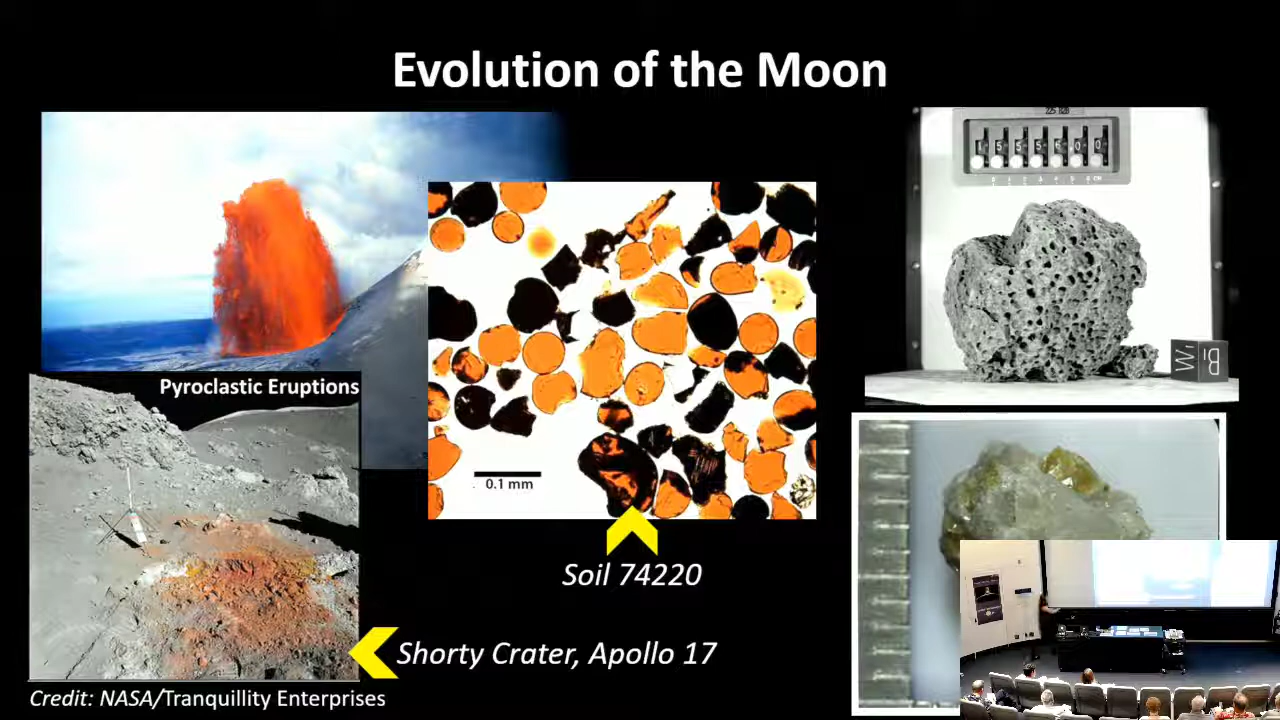 Evolution of the Moon
Pyroclastic Eruptions
0.1 mm
Soil 74220
Shorty Crater, Apollo 17
Credit: NASA/Tranquillity Enterprises